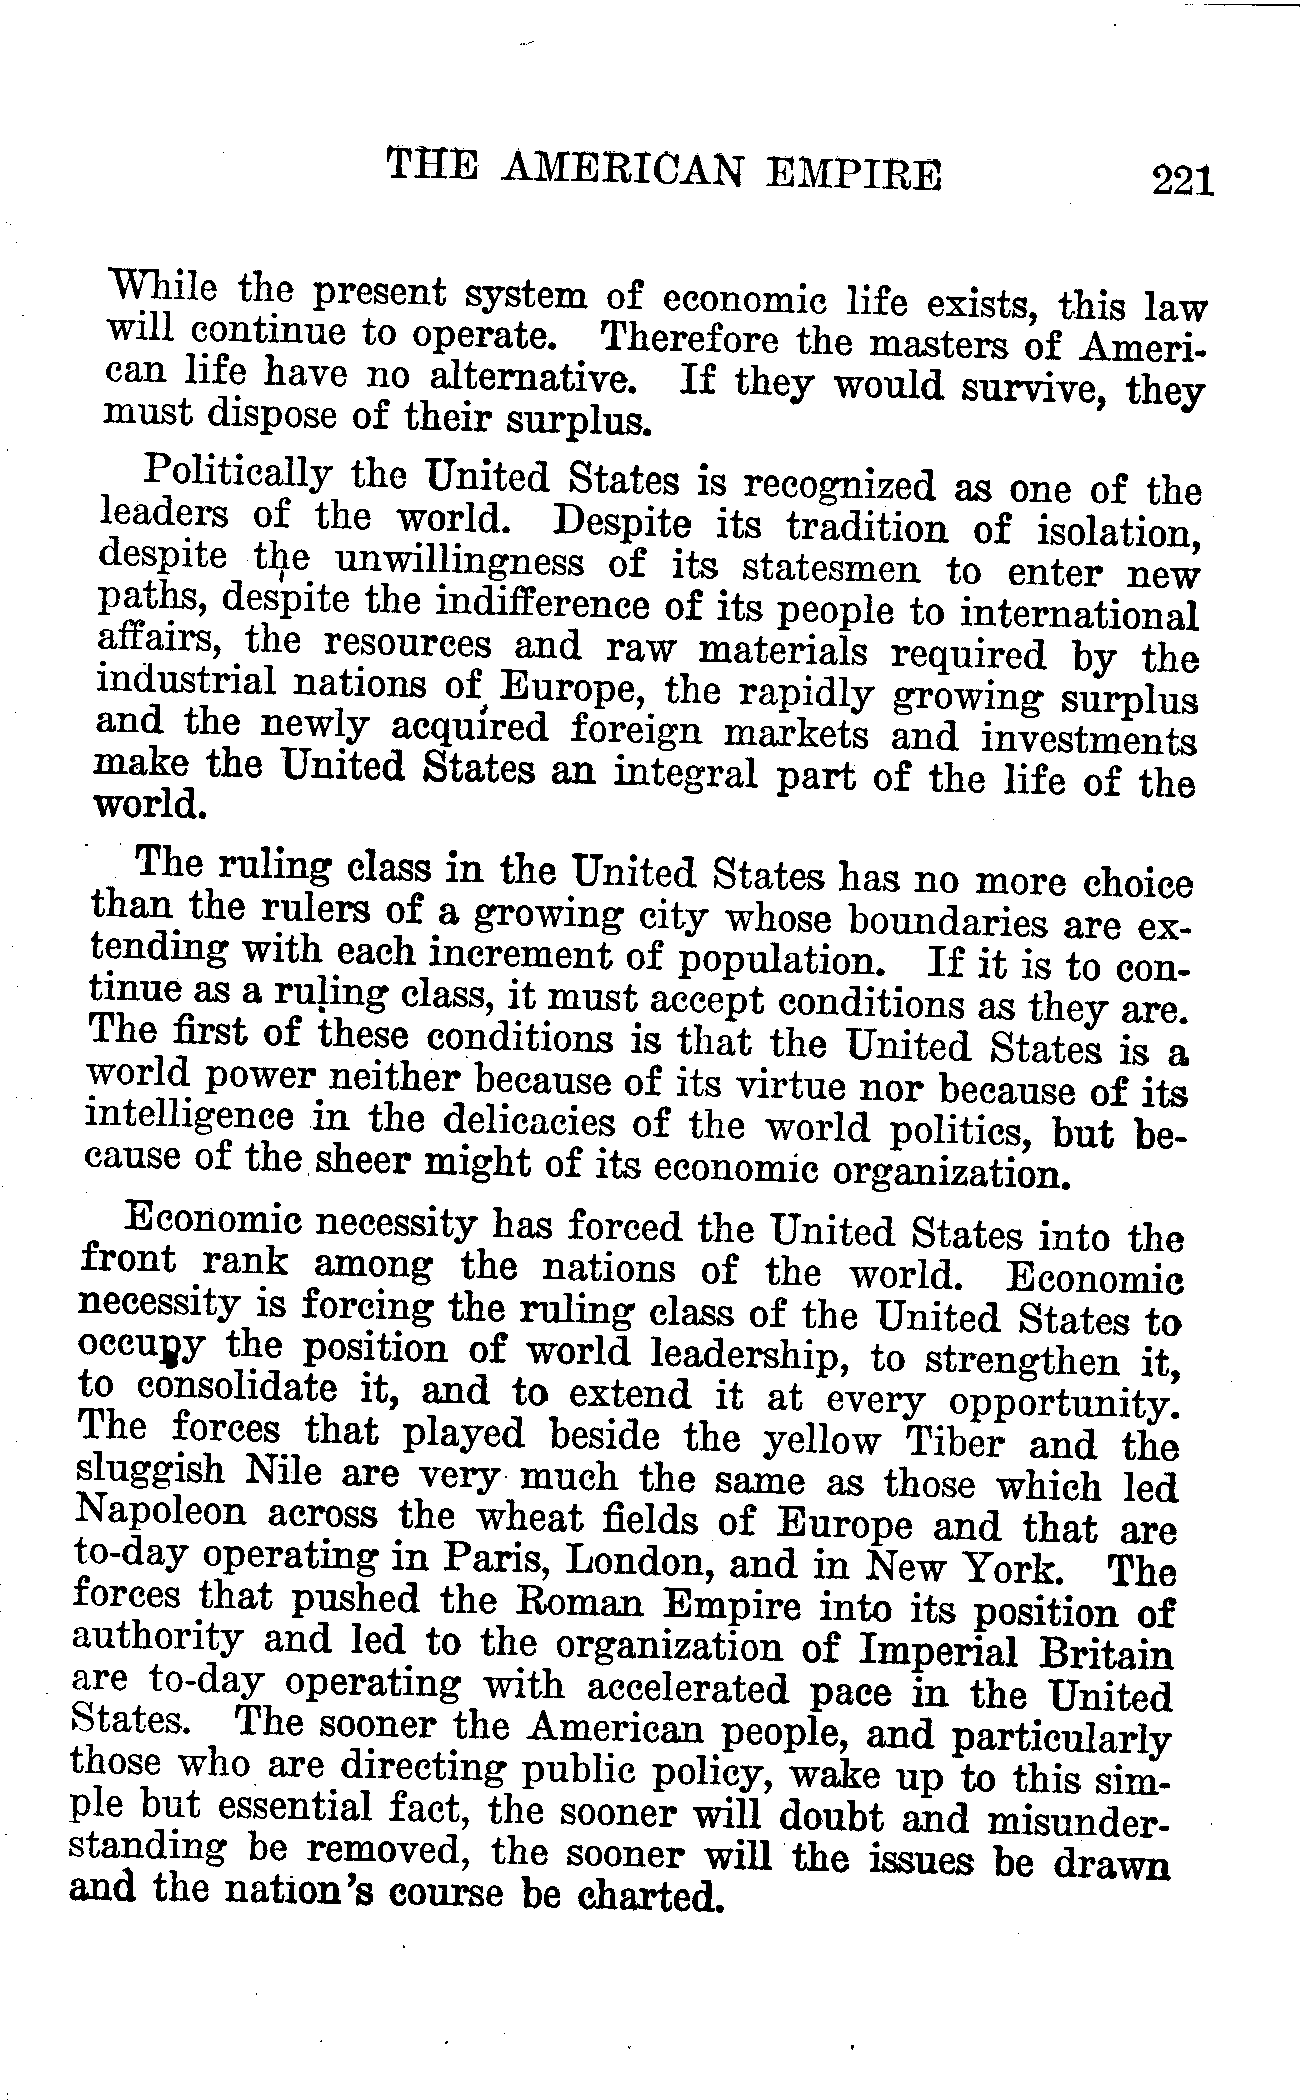 THE AMERICAN EMPIRE 221
While the present system of economic life exists, this law
will continue to operate. Therefore the masters of Ameri-
can life have no alternative. If they would survive, they
must dispose of their surplus.
Politically the United States is recognized as one of the
leaders of the world. Despite its tradition of isolation,
despite the unwillingness of its statesmen to enter new
paths, despite the indifference of its people to international
affairs, the resources and raw materials required by the
industrial nations of Europe, the rapidly growing surplus
and the newly acquired foreign markets and investments
make the United States an integral part of the life of the
world.
The ruling class in the United States has no more choice
than the rulers of a growing city whose boundaries are ex-
tending with each increment of population. If it is to con-
tinue as a ruling class, it must accept conditions as they are.
The first of these conditions is that the United States is a
world power neither because of its virtue nor because of its
intelligence in the delicacies of the world politics, but be-
cause of the sheer might of its economic organization.
Economic necessity has forced the United States into the
front rank among the nations of the world. Economic
necessity is forcing the ruling class of the United States to
occupy the position of world leadership, to strengthen it,
to consolidate it, and to extend it at every opportunity.
The forces that played beside the yellow Tiber and the
sluggish Nile are very much the same as those which led
Napoleon across the wheat fields of Europe and that are
to-day operating in Paris, London, and in New York. The
forces that pushed the Roman Empire into its position of
authority and led to the organization of Imperial Britain
are to-day operating with accelerated pace in the United
States. The sooner the American people, and particularly
those who are directing public policy, wake up to this sim-
ple but essential fact, the sooner will doubt and misunder-
standing be removed, the sooner will the issues be drawn
and the nation's course be charted.